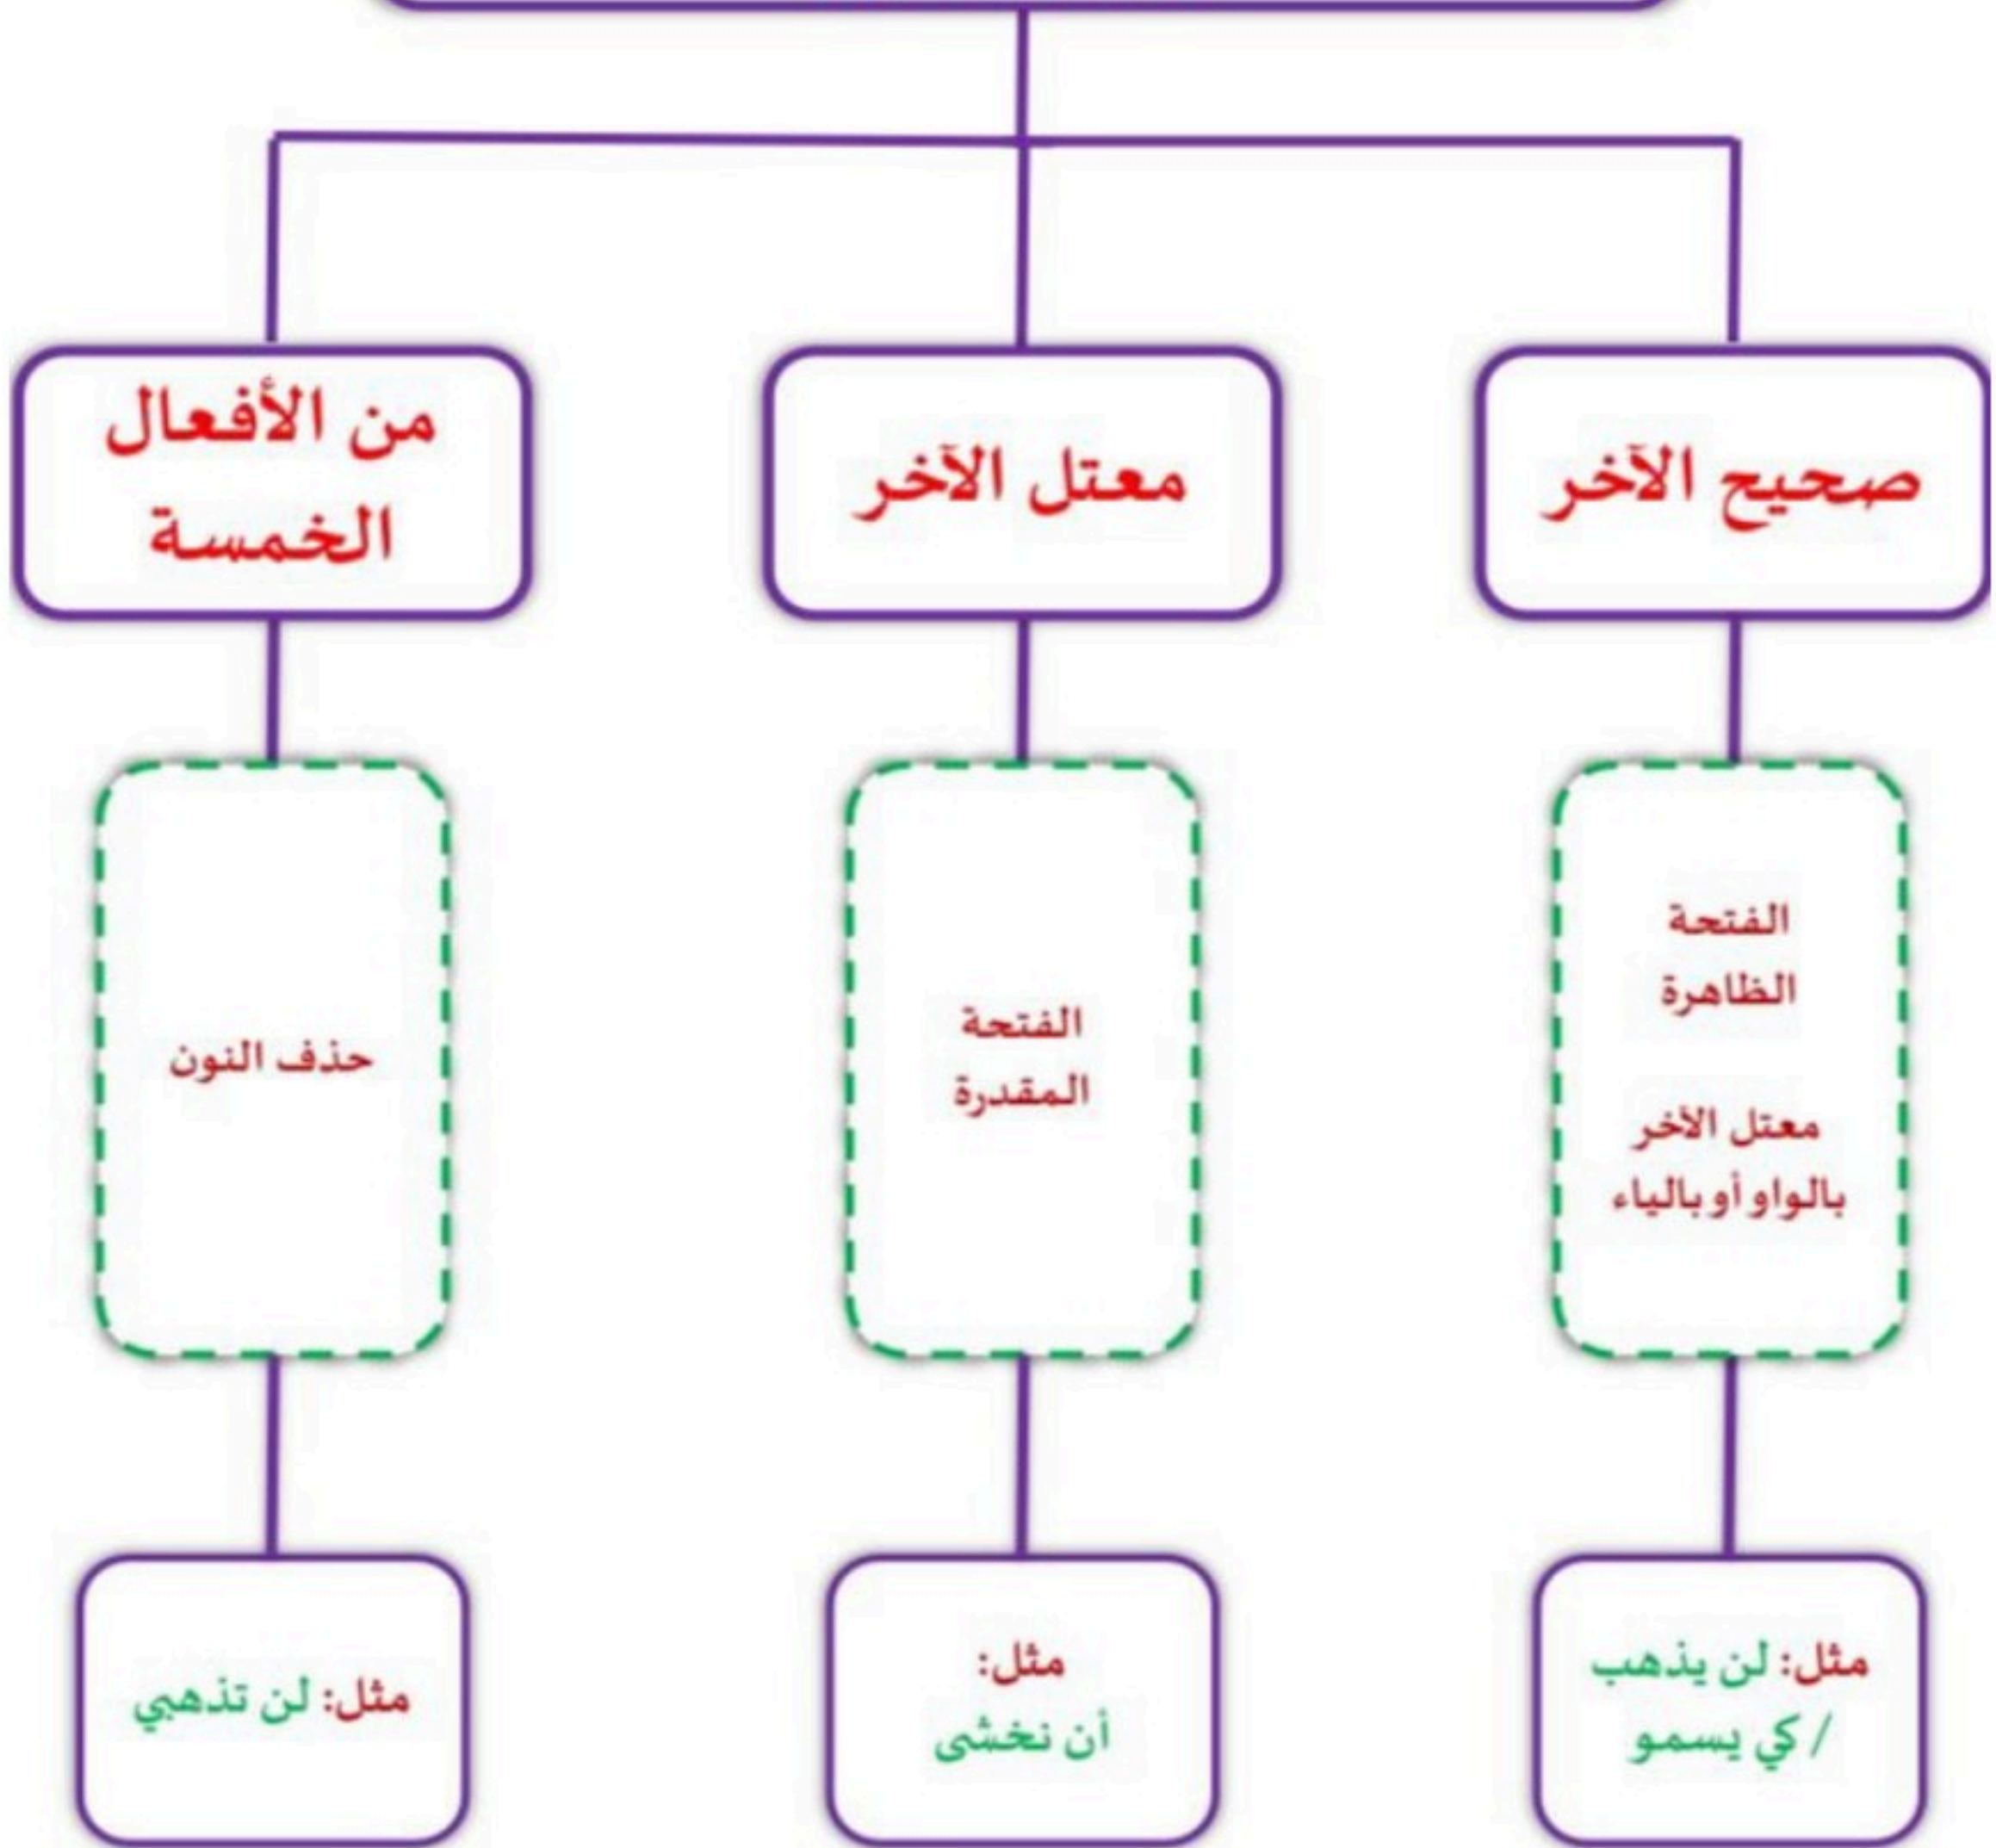 صحيح الآخر
معتل الآخر
من الأفعال
الخمسة
الفتحة
الظاهرة
معتل الآخر
بالواو أو بالياء
الفتحة
المقدرة
حذف النون
مثل: لن يذهب
/ كي يسمو
مثل:
أن نخشى
مثل: لن تذهبي